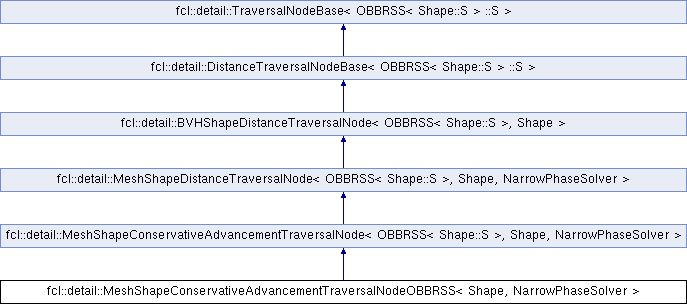 fcl::detail::TraversalNodeBase< OBBRSS< Shape::S > ::S >
fcl::detail::DistanceTraversalNodeBase< OBBRSS< Shape::S > ::S >
fcl::detail::BVHShapeDistanceTraversalNode< OBBRSS< Shape::S >, Shape >
fcl::detail::MeshShapeDistanceTraversalNode< OBBRSS< Shape::S >, Shape, NarrowPhaseSolver >
fcl::detail::MeshShapeConservativeAdvancementTraversalNode< OBBRSS< Shape::S >, Shape, NarrowPhaseSolver >
fcl::detail::MeshShapeConservativeAdvancementTraversalNodeOBBRSS< Shape, NarrowPhaseSolver >